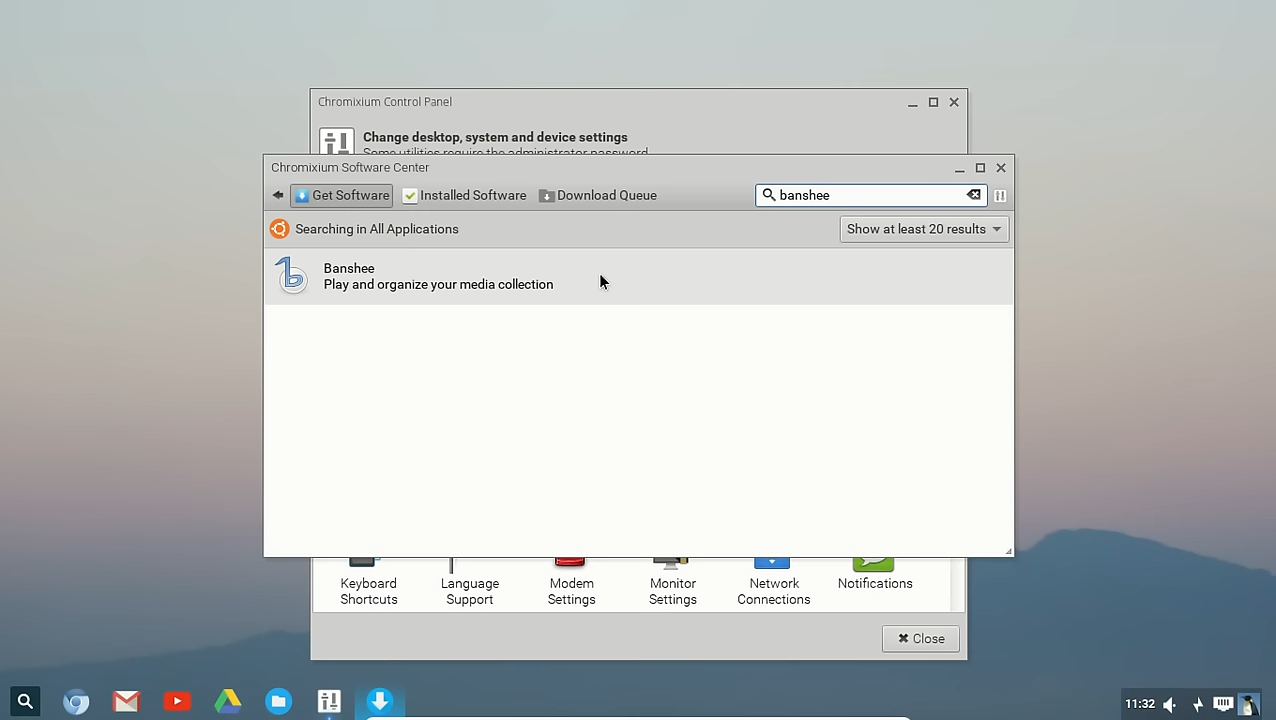 Chromixium Control Panel
Change desktop, system and device settings
Some utilities require the administrator password
Chromixium Software Center
Get Software
Installed Software
Download Queue
banshee
Searching in All Applications
Show at least 20 results
Banshee
Play and organize your media collection
Keyboard Shortcuts
Language Support
Modem Settings
Monitor Settings
Network Connections
Notifications
Close
11:32